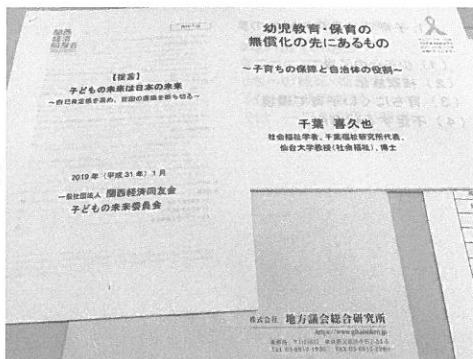 関西
経済
同友会
【提言】
子どもの未来は日本の未来
～自己肯定感を高め、貧困の連鎖を断ち切る～
2019年(平成31年)1月
一般社団法人 関西経済同友会
子どもの未来委員会
幼児教育・保育の
無償化の先にあるもの
～子育ちの保障と自治体の役割～
千葉 喜久也
社会福祉学者、千葉福祉研究所代表、
仙台大学教授(社会福祉)、博士
株式会社 地方議会総合研究所